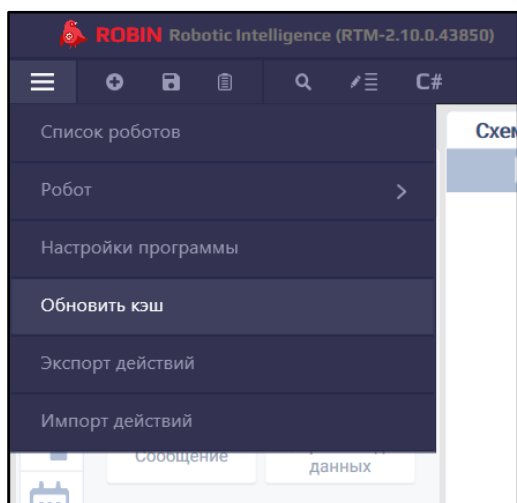 ROBIN Robotic Intelligence (RTM-2.10.0.43850)
C#
Список роботов
Схем
Робот
Настройки программы
Обновить кэш
Экспорт действий
Импорт действий
Сообщение
данных